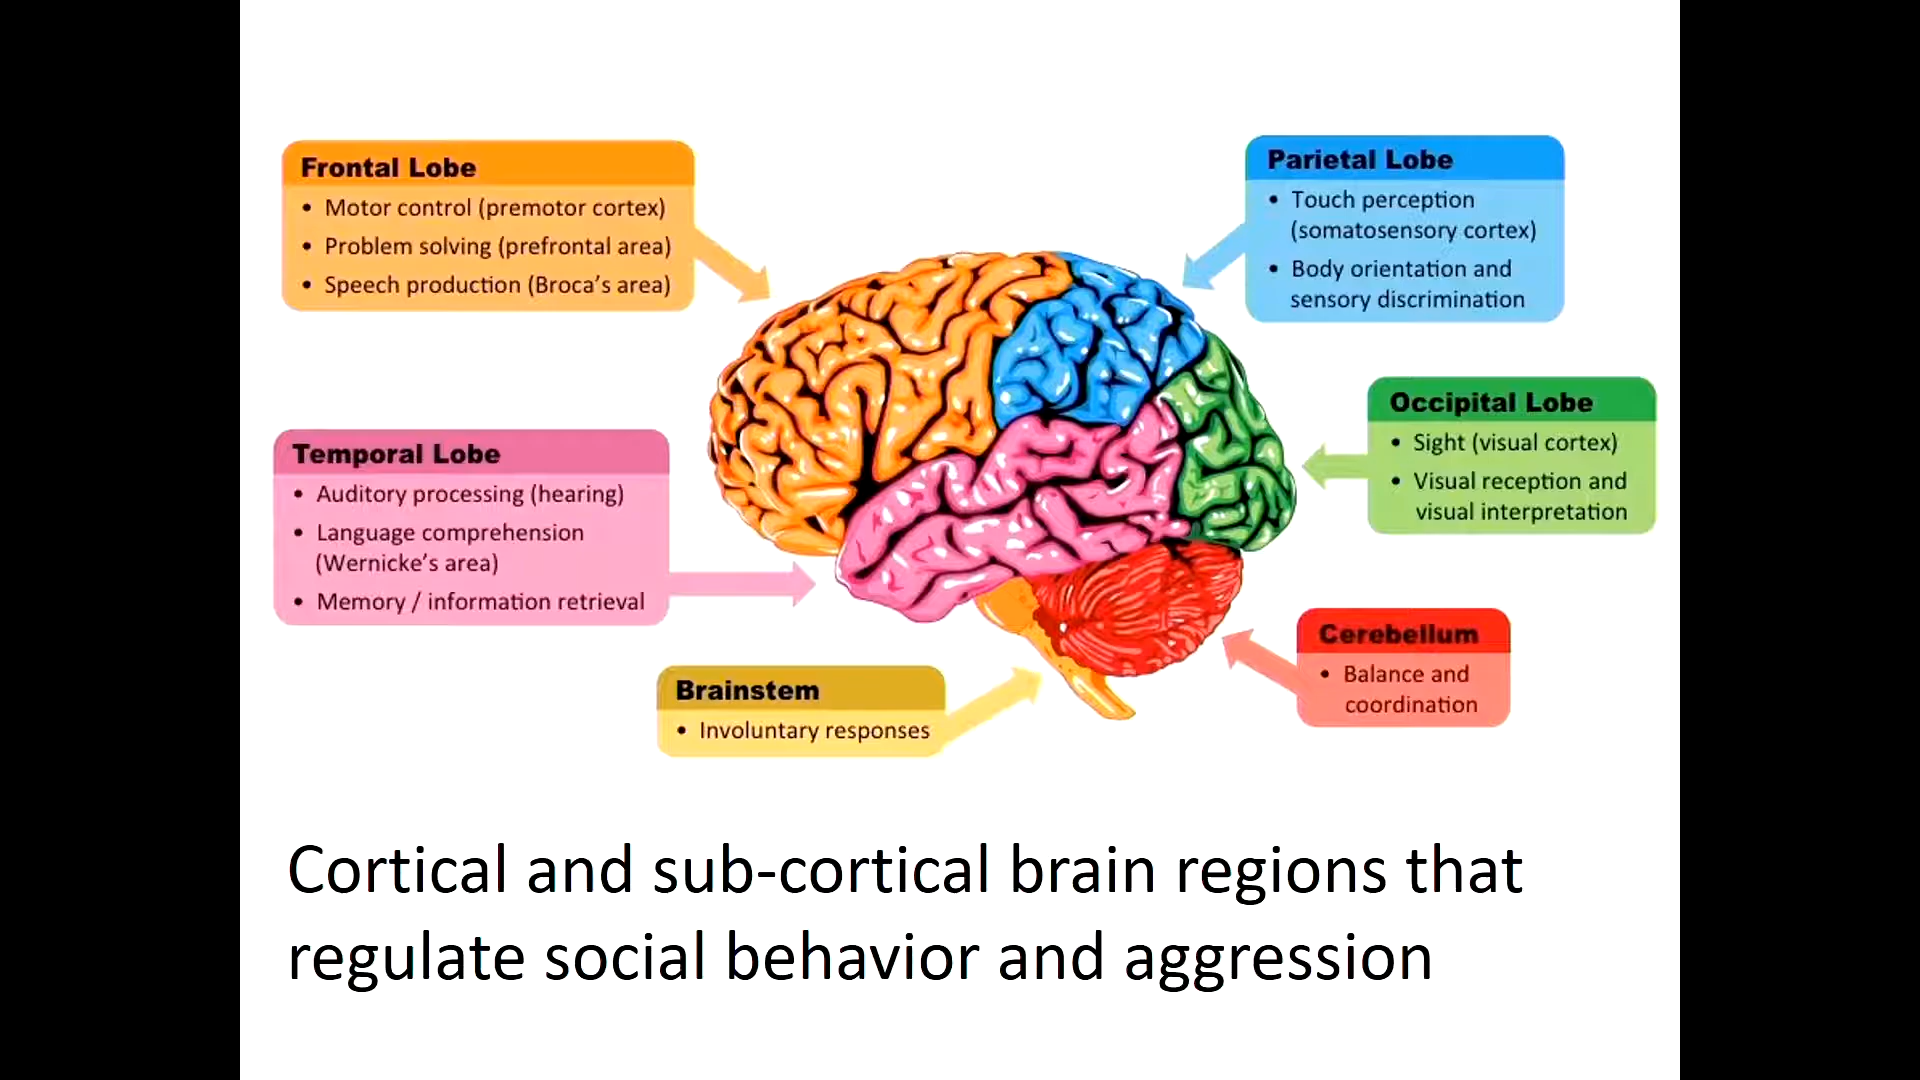 Frontal Lobe
• Motor control (premotor cortex)
• Problem solving (prefrontal area)
• Speech production (Broca's area)
Parietal Lobe
• Touch perception
(somatosensory cortex)
• Body orientation and
sensory discrimination
Occipital Lobe
• Sight (visual cortex)
• Visual reception and
visual interpretation
Temporal Lobe
• Auditory processing (hearing)
• Language comprehension
(Wernicke's area)
• Memory / information retrieval
Cerebellum
• Balance and
coordination
Brainstem
• Involuntary responses
Cortical and sub-cortical brain regions that
regulate social behavior and aggression